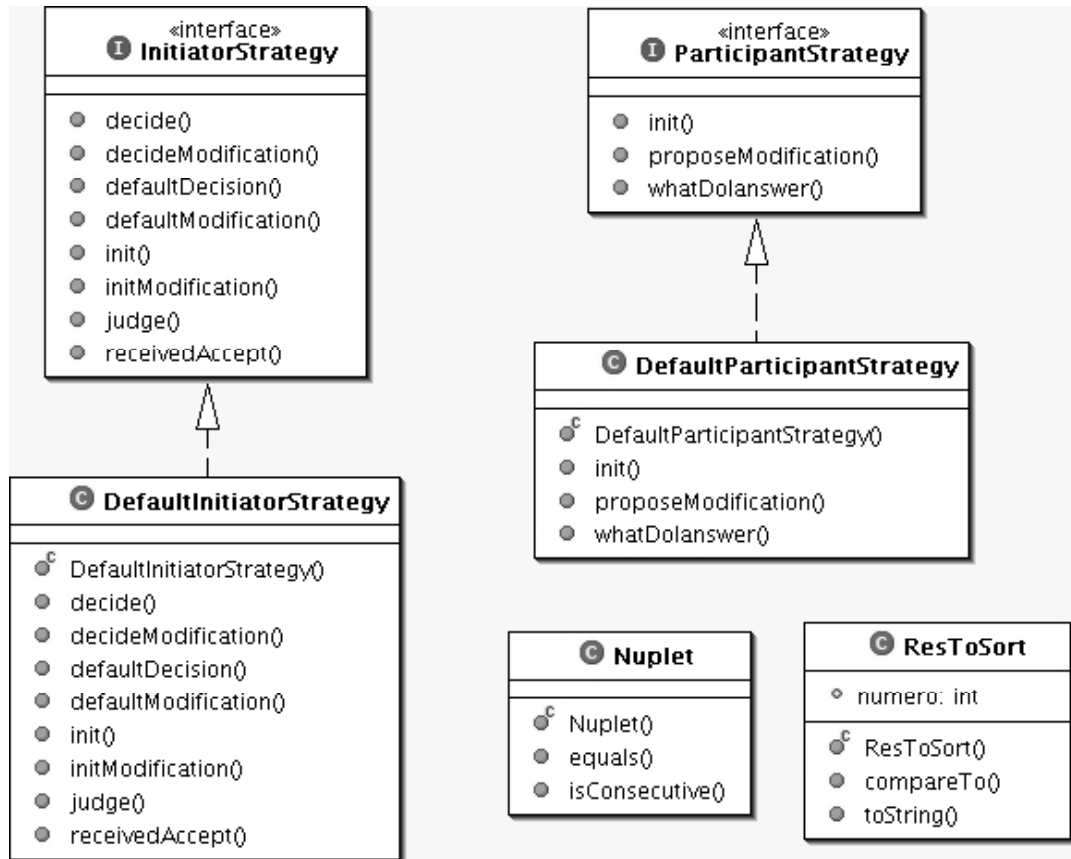 «interface»
I InitiatorStrategy
decide()
decideModification()
defaultDecision()
defaultModification()
init()
initModification()
judge()
receivedAccept()
«interface»
I ParticipantStrategy
init()
proposeModification()
whatDoIanswer()
C DefaultParticipantStrategy
C DefaultParticipantStrategy()
init()
proposeModification()
whatDoIanswer()
C DefaultInitiatorStrategy
C DefaultInitiatorStrategy()
decide()
decideModification()
defaultDecision()
defaultModification()
init()
initModification()
judge()
receivedAccept()
C Nuplet
C Nuplet()
equals()
isConsecutive()
C ResToSort
numero: int
C ResToSort()
compareTo()
toString()